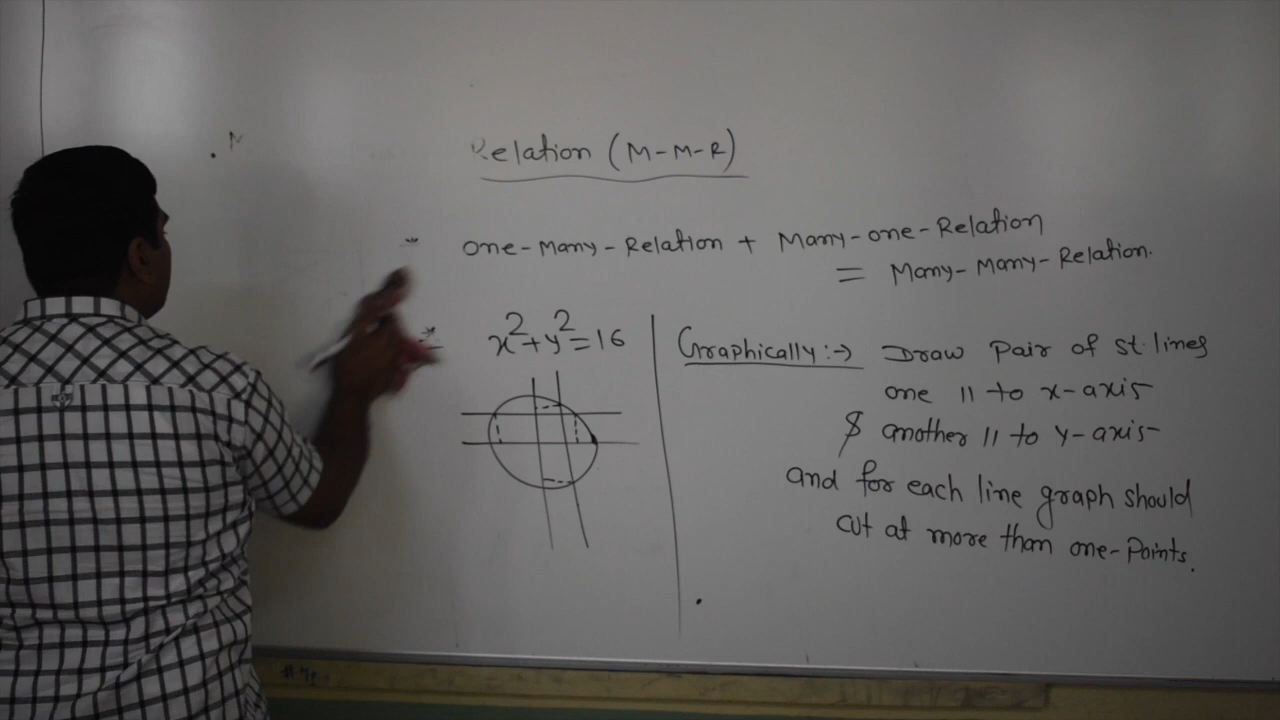 Relation (M-M-R)
* One-Many-Relation + Many-one-Relation
= Many-Many-Relation.
* x²+y²=16
Graphically:→ Draw Pair of st. lines
one || to x-axis
$ another || to Y-axis
and for each line graph should
cut at more than one-Points.